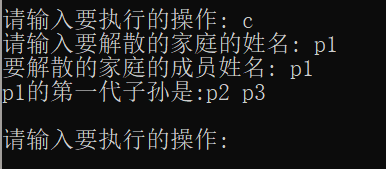 请输入要执行的操作: c
请输入要解散的家庭的姓名: p1
要解散的家庭的成员姓名: p1
p1的第一代子孙是:p2 p3
请输入要执行的操作: